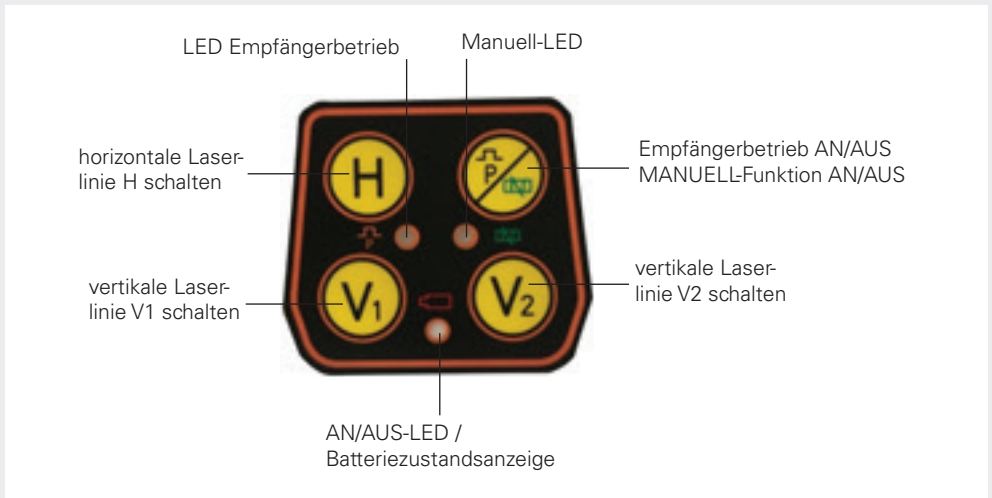 LED Empfängerbetrieb
Manuell-LED
horizontale Laser-
linie H schalten
Empfängerbetrieb AN/AUS
MANUELL-Funktion AN/AUS
H
P
P
vertikale Laser-
linie V1 schalten
vertikale Laser-
linie V2 schalten
V1
V2
AN/AUS-LED /
Batteriezustandsanzeige